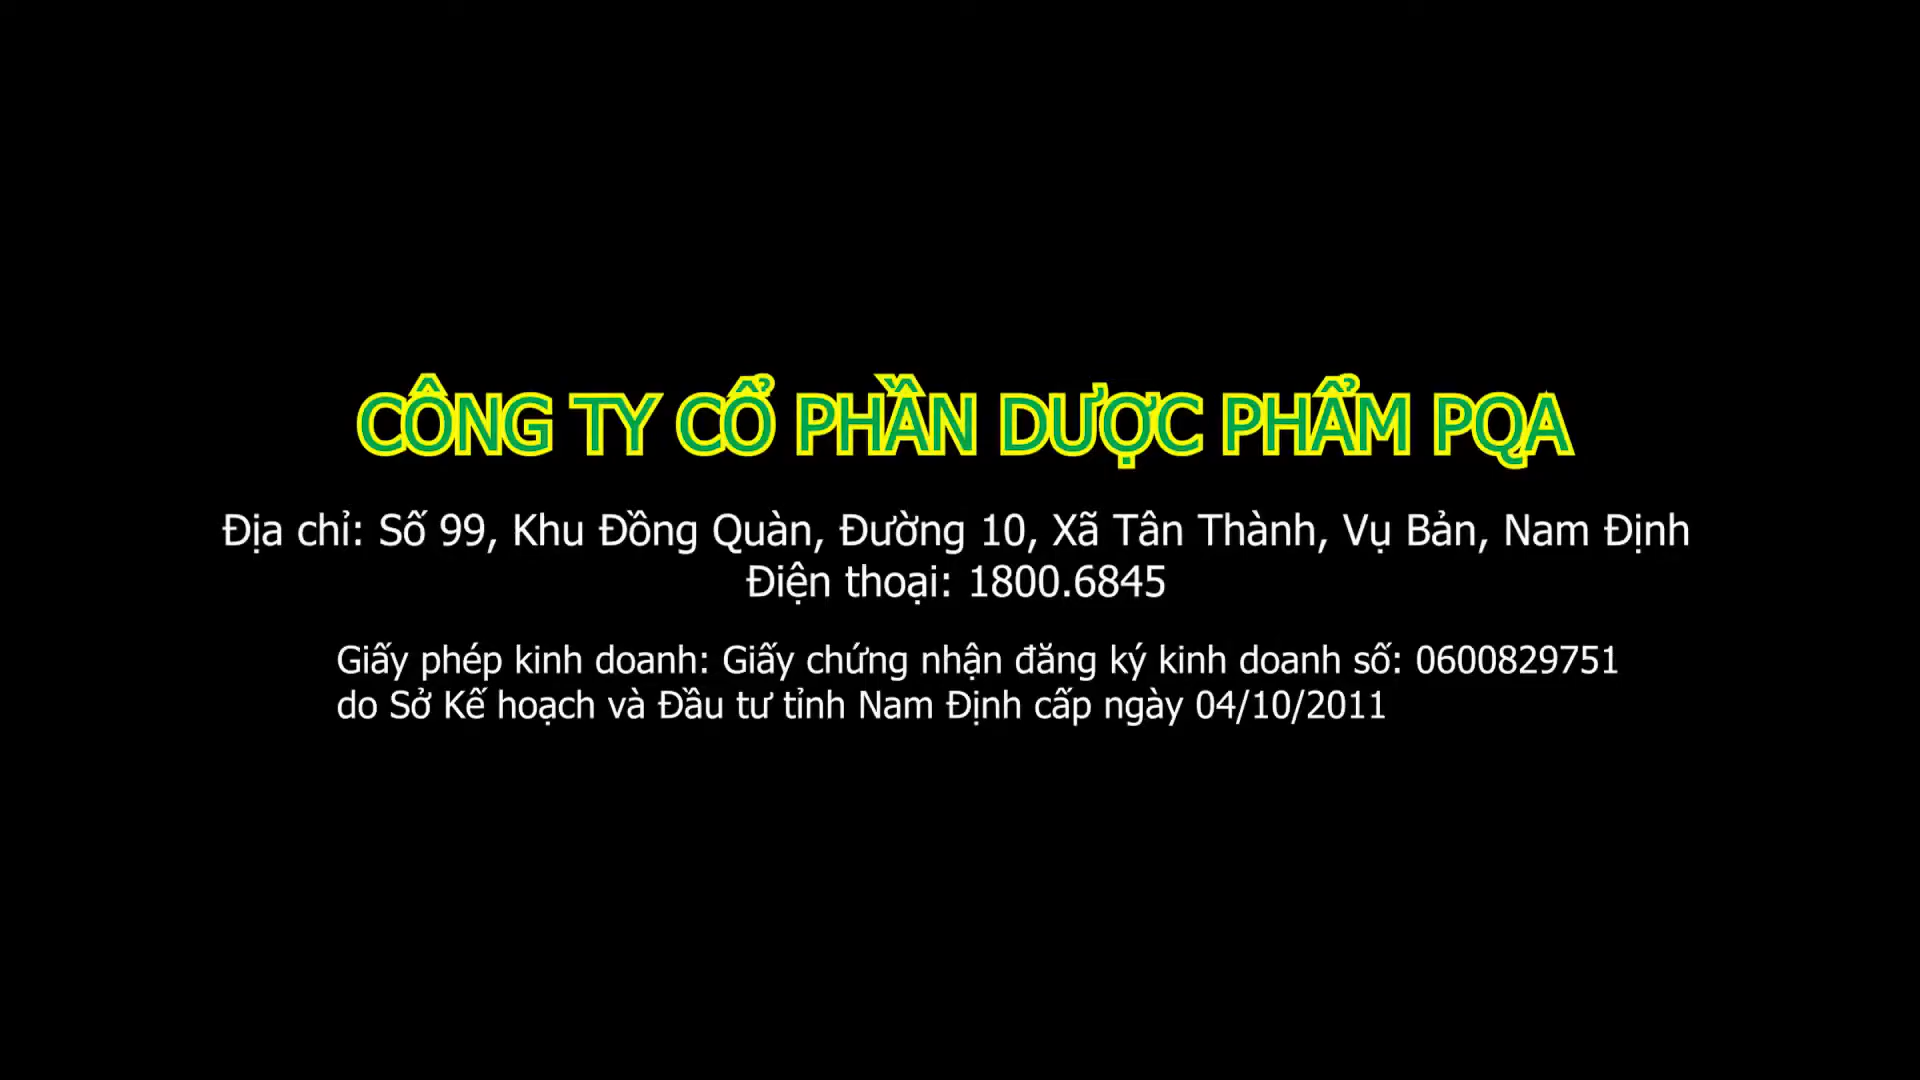 CÔNG TY CỔ PHẦN DƯỢC PHẨM PQA
Địa chỉ: Số 99, Khu Đồng Quàn, Đường 10, Xã Tân Thành, Vụ Bản, Nam Định
Điện thoại: 1800.6845
Giấy phép kinh doanh: Giấy chứng nhận đăng ký kinh doanh số: 0600829751
do Sở Kế hoạch và Đầu tư tỉnh Nam Định cấp ngày 04/10/2011